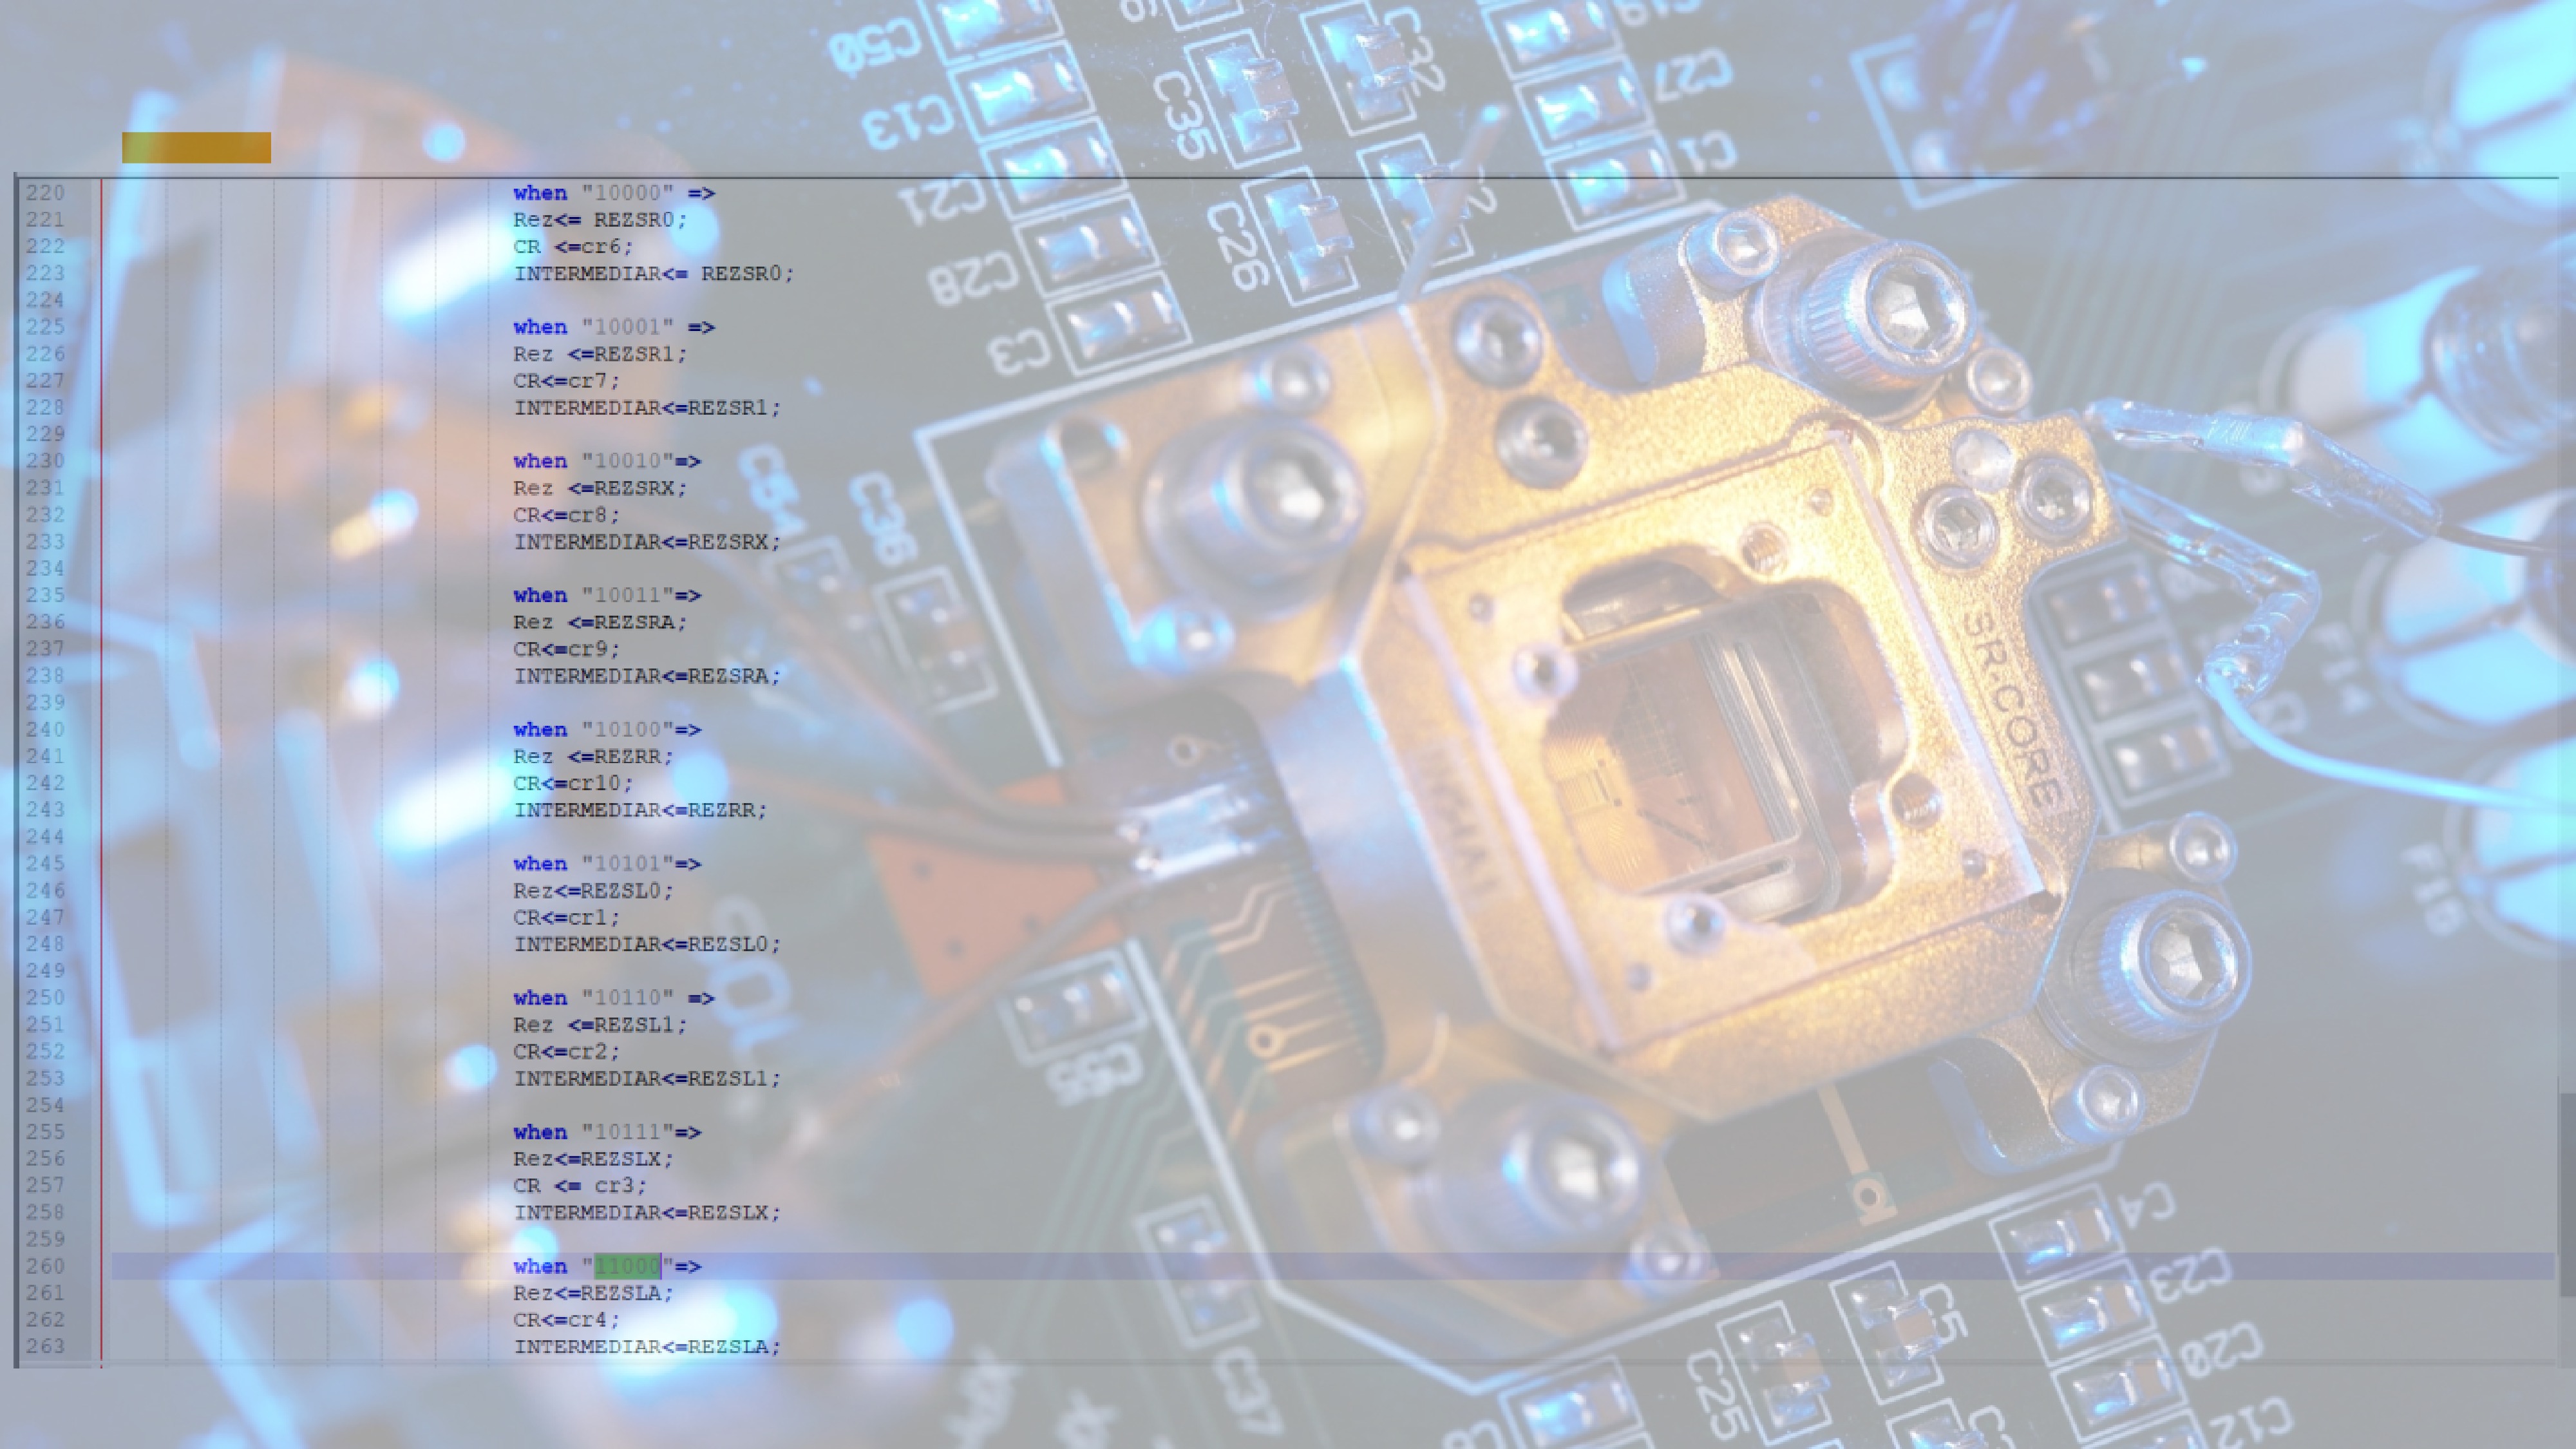 220 when "10000" =>
221 Rez<= REZSR0;
222 CR <=cr6;
223 INTERMEDIAR<= REZSR0;
224
225 when "10001" =>
226 Rez <=REZSR1;
227 CR<=cr7;
228 INTERMEDIAR<=REZSR1;
229
230 when "10010"=>
231 Rez <=REZSRX;
232 CR<=cr8;
233 INTERMEDIAR<=REZSRX;
234
235 when "10011"=>
236 Rez <=REZSRA;
237 CR<=cr9;
238 INTERMEDIAR<=REZSRA;
239
240 when "10100"=>
241 Rez <=REZRR;
242 CR<=cr10;
243 INTERMEDIAR<=REZRR;
244
245 when "10101"=>
246 Rez<=REZSL0;
247 CR<=cr1;
248 INTERMEDIAR<=REZSL0;
249
250 when "10110" =>
251 Rez <=REZSL1;
252 CR<=cr2;
253 INTERMEDIAR<=REZSL1;
254
255 when "10111"=>
256 Rez<=REZSLX;
257 CR <= cr3;
258 INTERMEDIAR<=REZSLX;
259
260 when "11000"=>
261 Rez<=REZSLA;
262 CR<=cr4;
263 INTERMEDIAR<=REZSLA;
C50
C13
C21
C28
C3
C35
C26
C32
C19
C27
C1
C54
C36
SR-CORE
F14
F15
C55
C37
C4
C23
C20
C12
C5
C25